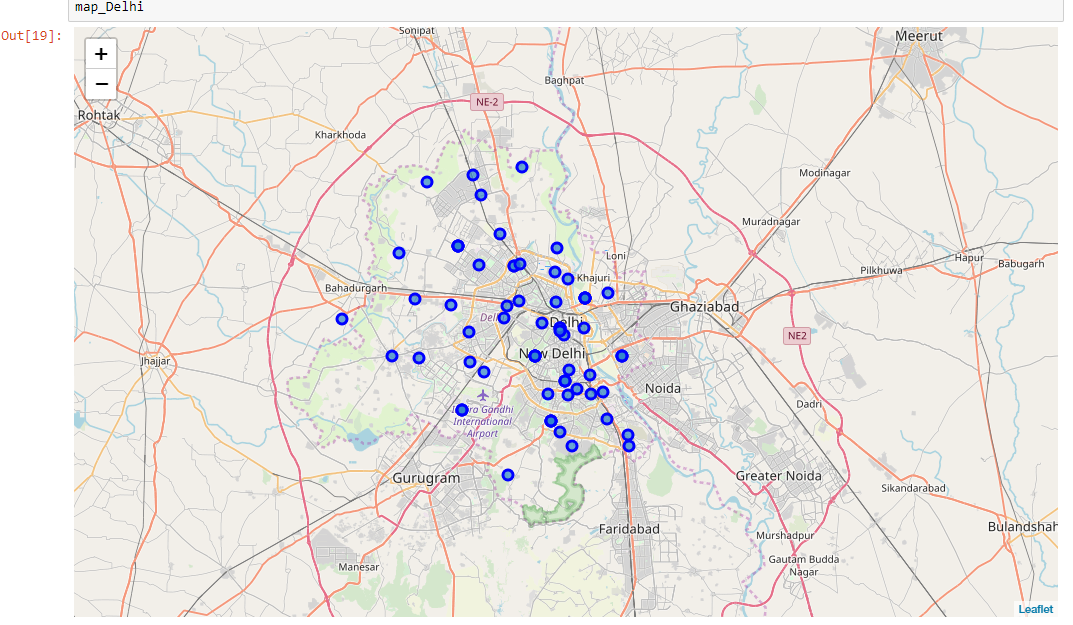 map_Delhi
Out[19]:
+
−
Sonipat
Meerut
Baghpat
NE-2
Rohtak
Kharkhoda
Modinagar
Muradnagar
Loni
Hapur
Babugarh
Pilkhuwa
Khajuri
Bahadurgarh
Ghaziabad
Delhi
NE2
New Delhi
Jhajjar
Noida
Dadri
Gandhi
International
Airport
Gurugram
Greater Noida
Sikandarabad
Faridabad
Bulandshah
Murshadpur
Manesar
Gautam Budda
Nagar
Leaflet